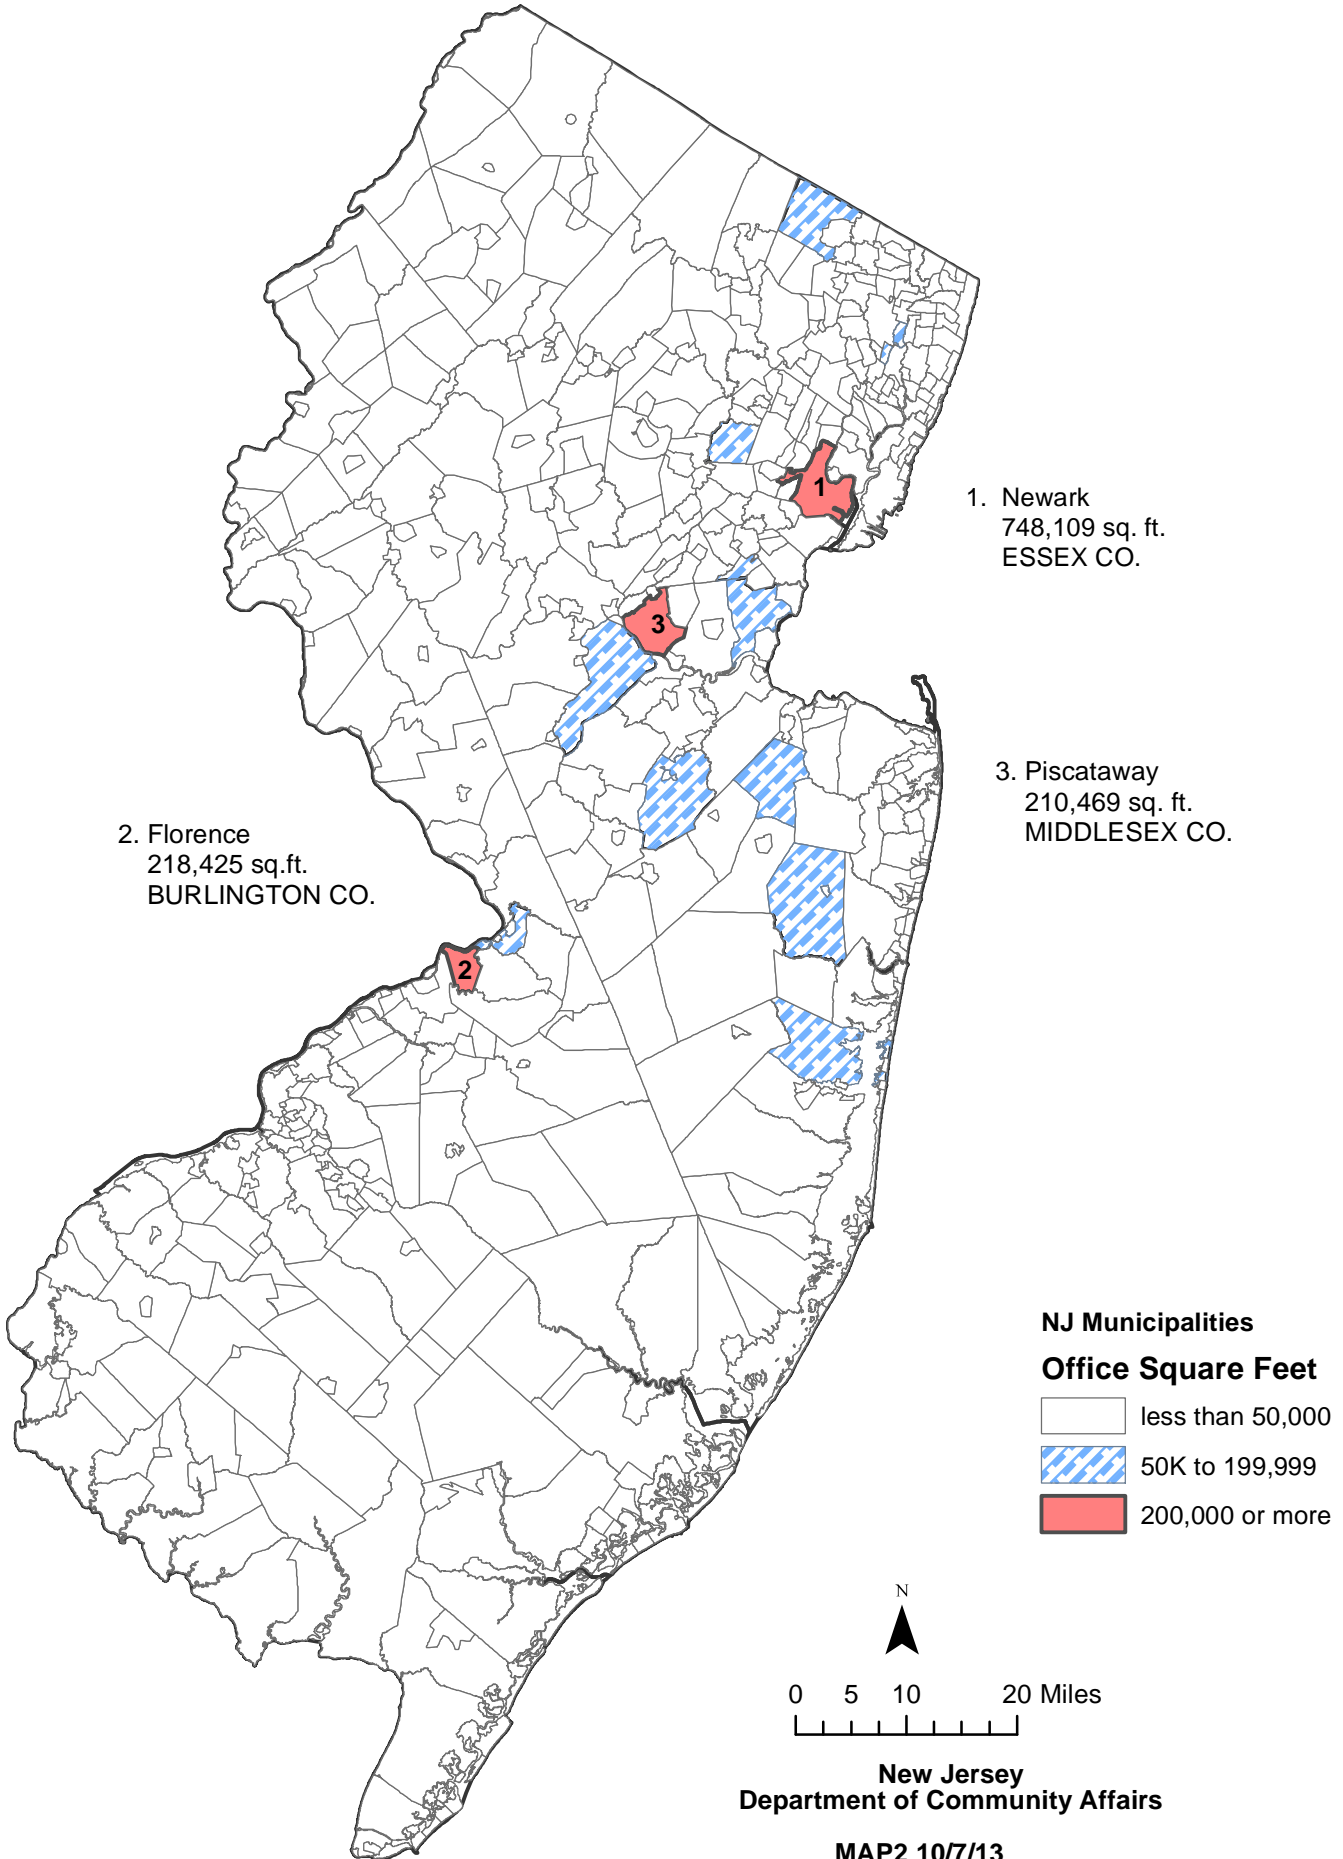 1
1. Newark
748,109 sq. ft.
ESSEX CO.
3
3. Piscataway
210,469 sq. ft.
MIDDLESEX CO.
2. Florence
218,425 sq.ft.
BURLINGTON CO.
2
NJ Municipalities
Office Square Feet
less than 50,000
50K to 199,999
200,000 or more
N
0 5 10 20 Miles
New Jersey
Department of Community Affairs
MAP2 10/7/13